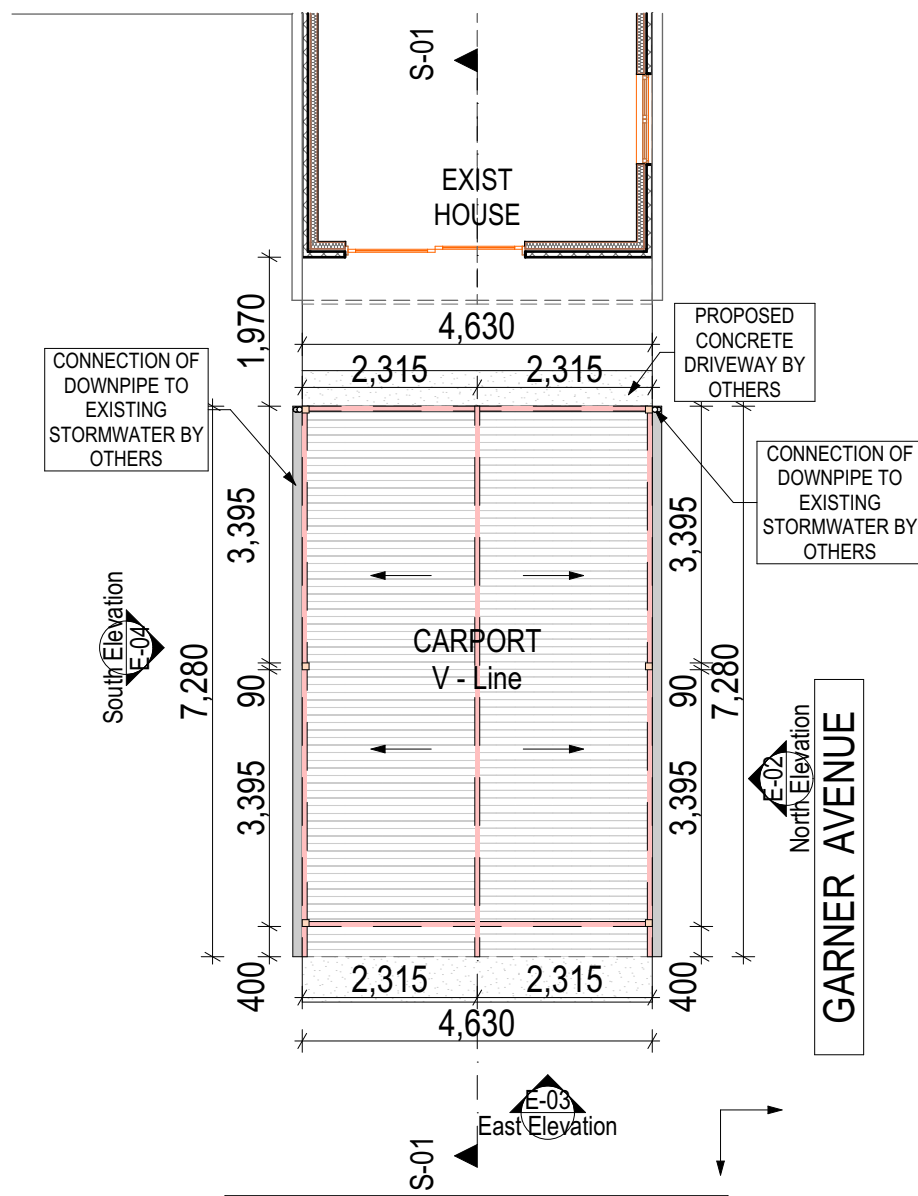 S-01
EXIST
HOUSE
1,970
4,630
2,315
2,315
PROPOSED
CONCRETE
DRIVEWAY BY
OTHERS
CONNECTION OF
DOWNPIPE TO
EXISTING
STORMWATER BY
OTHERS
CONNECTION OF
DOWNPIPE TO
EXISTING
STORMWATER BY
OTHERS
3,395
3,395
South Elevation
E-04
7,280
90
CARPORT
V - Line
90
7,280
3,395
3,395
E-02
North Elevation
GARNER AVENUE
400
2,315
2,315
400
4,630
E-03
East Elevation
S-01